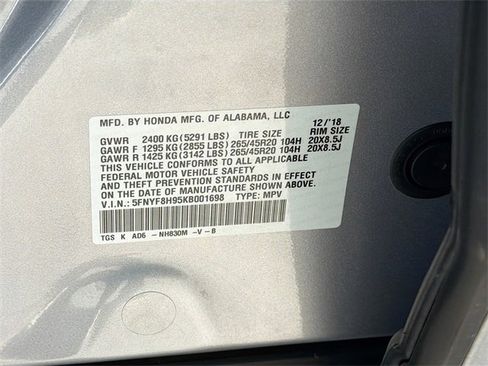 MFD. BY HONDA MFG. OF ALABAMA, LLC 12/'18
GVWR 2400 KG(5291 LBS) TIRE SIZE RIM SIZE
GAWR F 1295 KG(2855 LBS) 265/45R20 104H 20X8.5J
GAWR R 1425 KG(3142 LBS) 265/45R20 104H 20X8.5J
THIS VEHICLE CONFORMS TO ALL APPLICABLE
FEDERAL MOTOR VEHICLE SAFETY
AND THEFT PREVENTION STANDARDS IN EFFECT
ON THE DATE OF MANUFACTURE SHOWN ABOVE.
V.I.N.: 5FNYF8H95KB001698 TYPE: MPV
TGS K AD6 -NH830M -V -B